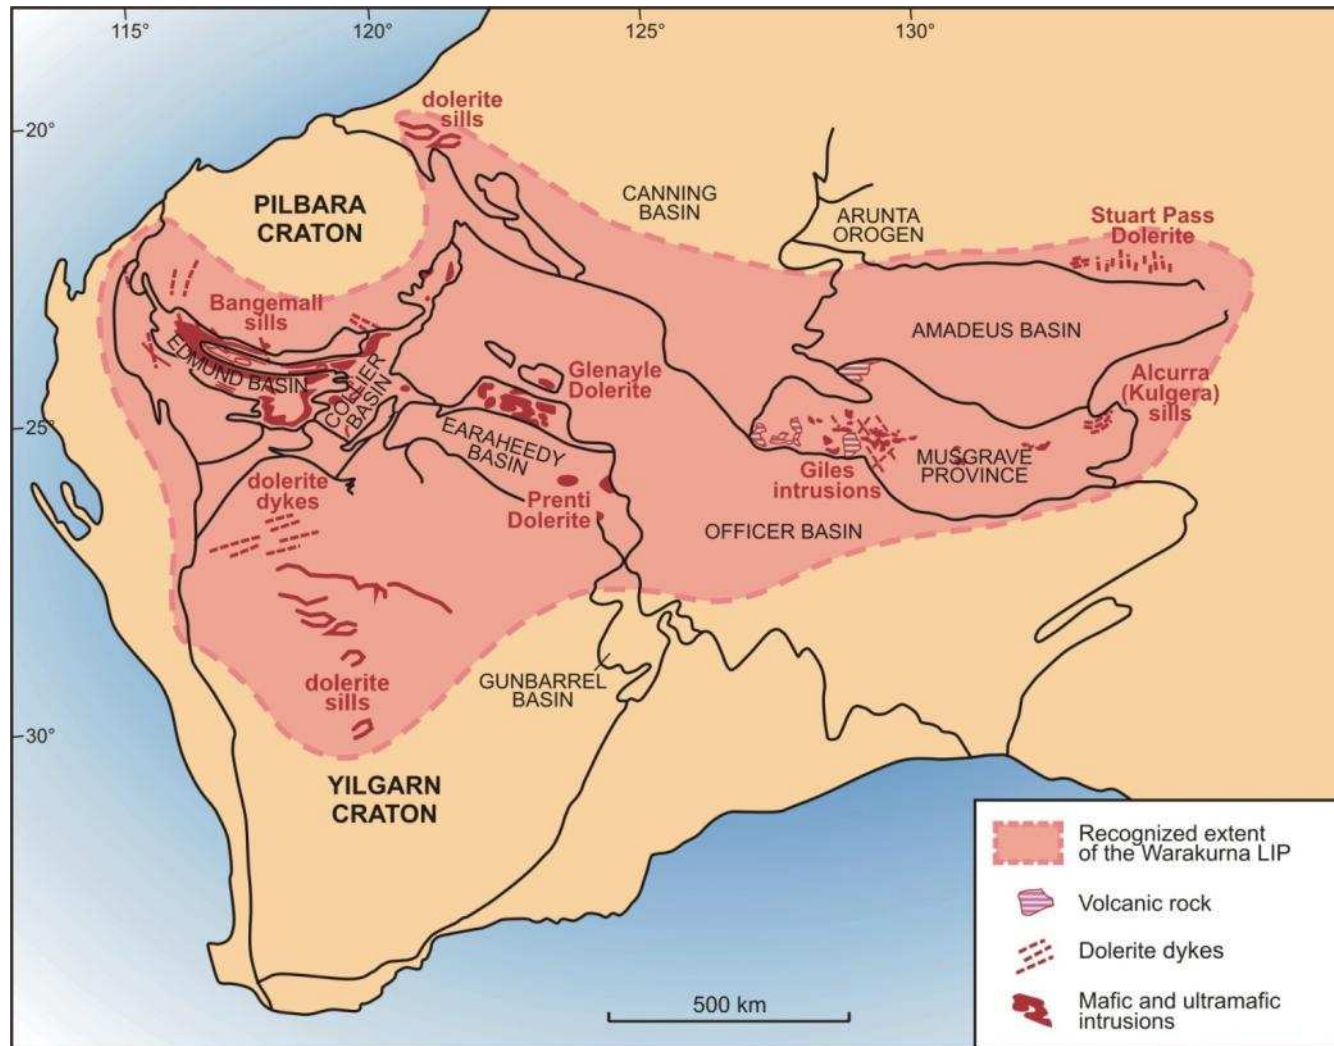 115°
120°
125°
130°
20°
25°
30°
dolerite
sills
PILBARA
CRATON
CANNING
BASIN
ARUNTA
OROGEN
Stuart Pass
Dolerite
Bangemall
sills
EDMUND BASIN
COLLIER
BASIN
AMADEUS BASIN
Glenayle
Dolerite
Alcurra
(Kulgera)
sills
EARAHEEDY
BASIN
MUSGRAVE
PROVINCE
Giles
intrusions
dolerite
dykes
Prenti
Dolerite
OFFICER BASIN
dolerite
sills
GUNBARREL
BASIN
YILGARN
CRATON
500 km
Recognized extent
of the Warakurna LIP
Volcanic rock
Dolerite dykes
Mafic and ultramafic
intrusions